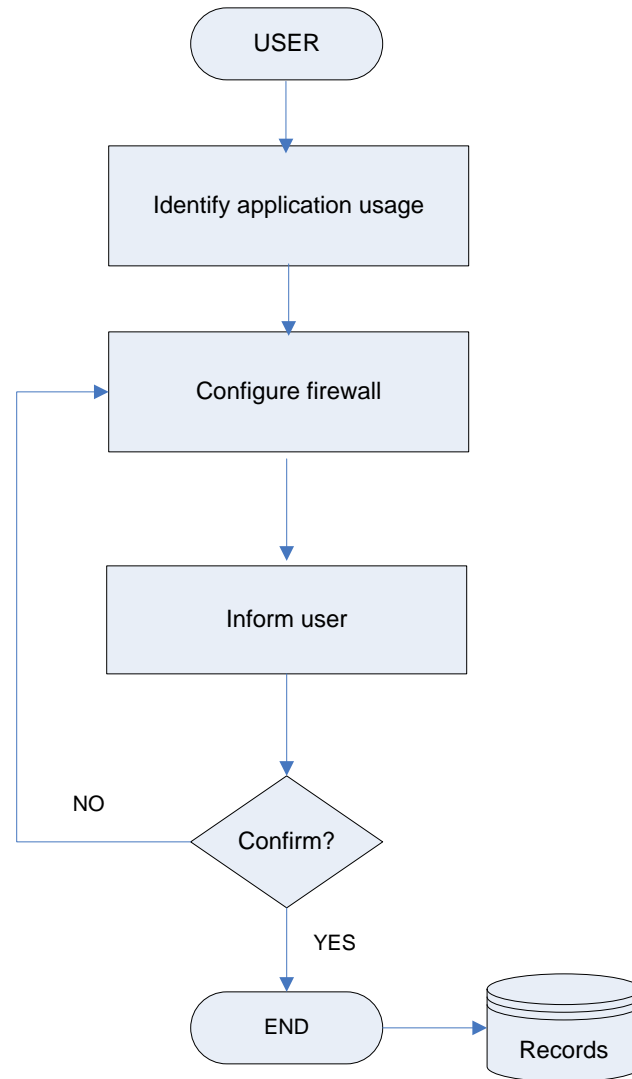 USER
Identify application usage
Configure firewall
Inform user
NO
Confirm?
YES
END
Records